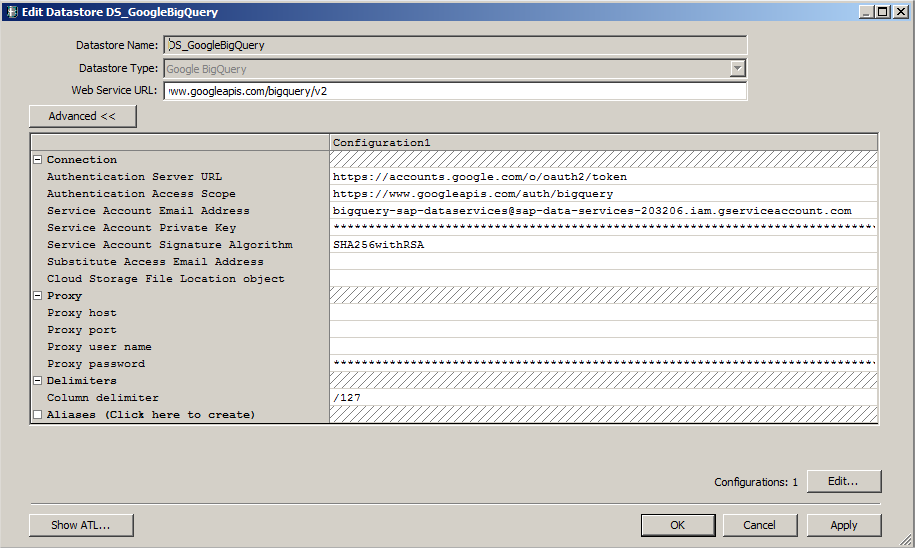 Edit Datastore DS_GoogleBigQuery
Datastore Name: DS_GoogleBigQuery
Datastore Type: Google BigQuery
Web Service URL: www.googleapis.com/bigquery/v2
Advanced <<
Configuration1
Connection
Authentication Server URL https://accounts.google.com/o/oauth2/token
Authentication Access Scope https://www.googleapis.com/auth/bigquery
Service Account Email Address bigquery-sap-dataservices@sap-data-services-203206.iam.gserviceaccount.com
Service Account Private Key ******************************************************************************
Service Account Signature Algorithm SHA256withRSA
Substitute Access Email Address
Cloud Storage File Location object
Proxy
Proxy host
Proxy port
Proxy user name
Proxy password ******************************************************************************
Delimiters
Column delimiter /127
Aliases (Click here to create)
Configurations: 1 Edit...
Show ATL... OK Cancel Apply